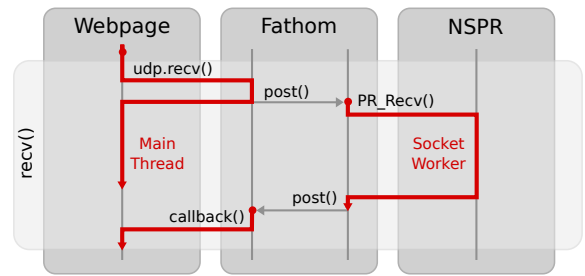 Webpage
Fathom
NSPR
udp.recv()
post()
PR_Recv()
recv()
Main
Thread
Socket
Worker
post()
callback()